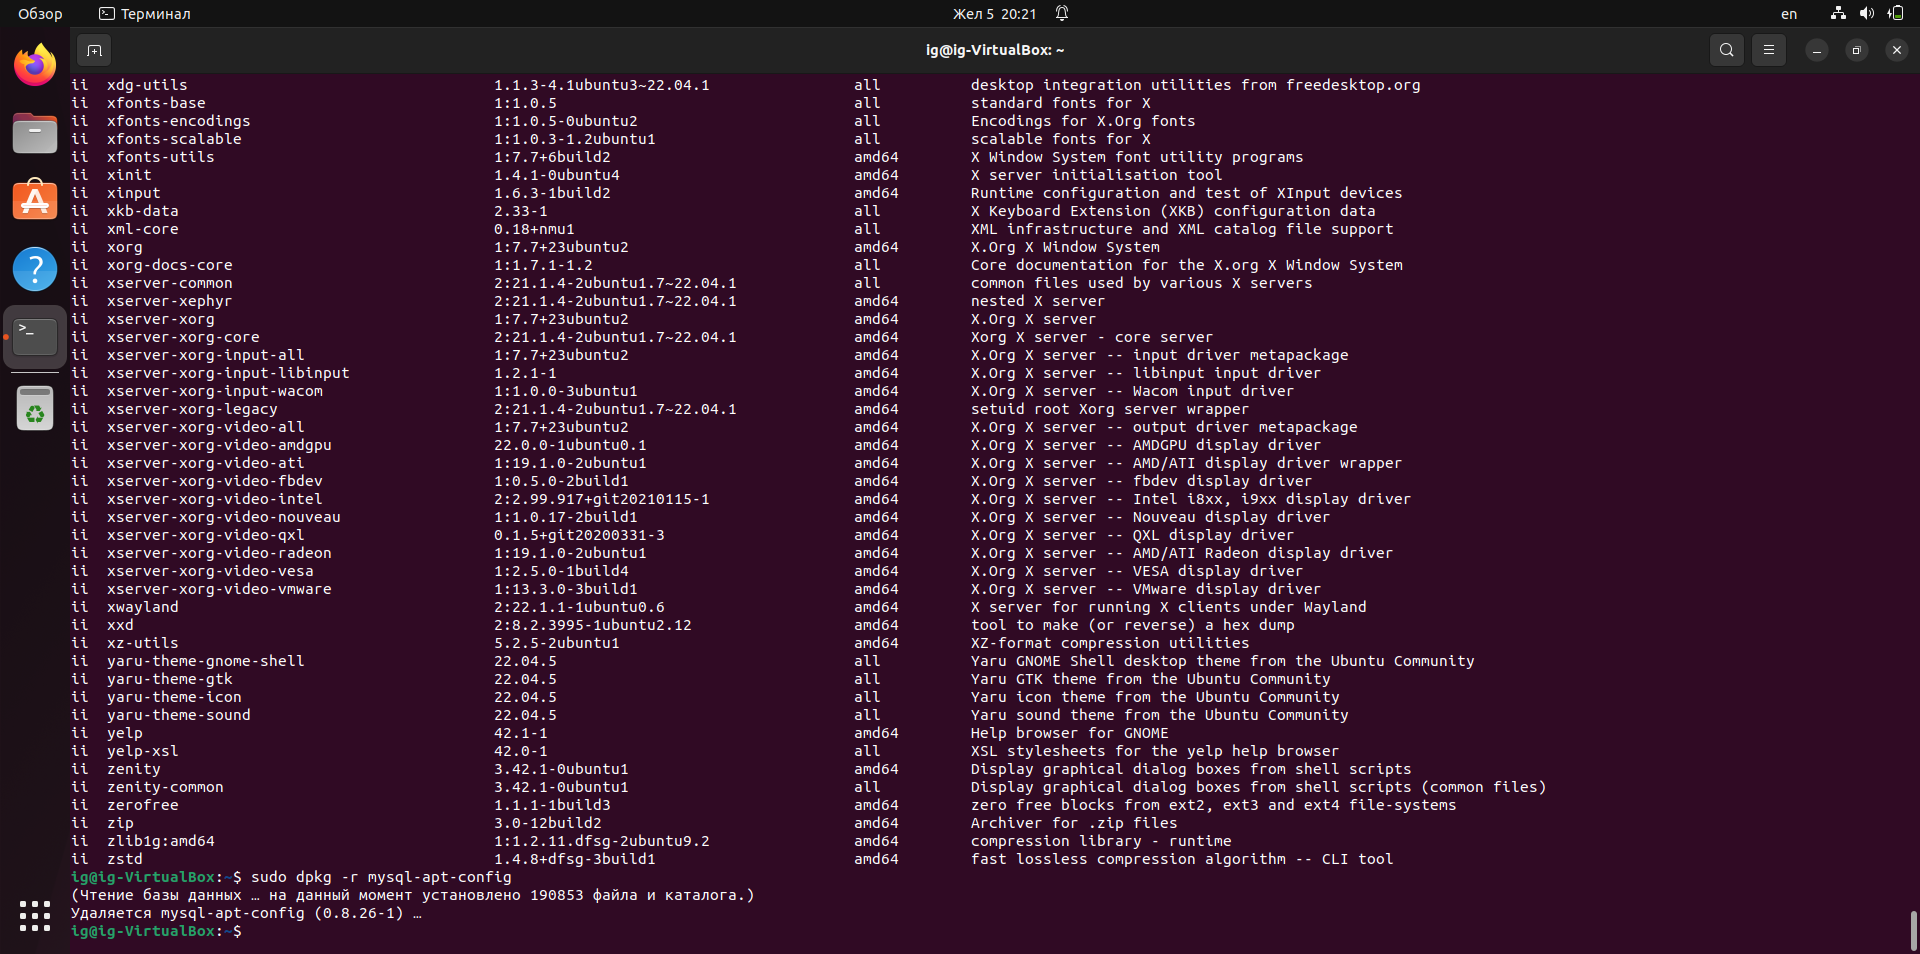 Обзор Терминал Жел 5 20:21 en
ig@ig-VirtualBox: ~
ii xdg-utils 1.1.3-4.1ubuntu3~22.04.1 all desktop integration utilities from freedesktop.org
ii xfonts-base 1:1.0.5 all standard fonts for X
ii xfonts-encodings 1:1.0.5-0ubuntu2 all Encodings for X.Org fonts
ii xfonts-scalable 1:1.0.3-1.2ubuntu1 all scalable fonts for X
ii xfonts-utils 1:7.7+6build2 amd64 X Window System font utility programs
ii xinit 1.4.1-0ubuntu4 amd64 X server initialisation tool
ii xinput 1.6.3-1build2 amd64 Runtime configuration and test of XInput devices
ii xkb-data 2.33-1 all X Keyboard Extension (XKB) configuration data
ii xml-core 0.18+nmu1 all XML infrastructure and XML catalog file support
ii xorg 1:7.7+23ubuntu2 amd64 X.Org X Window System
ii xorg-docs-core 1:1.7.1-1.2 all Core documentation for the X.org X Window System
ii xserver-common 2:21.1.4-2ubuntu1.7~22.04.1 all common files used by various X servers
ii xserver-xephyr 2:21.1.4-2ubuntu1.7~22.04.1 amd64 nested X server
ii xserver-xorg 1:7.7+23ubuntu2 amd64 X.Org X server
ii xserver-xorg-core 2:21.1.4-2ubuntu1.7~22.04.1 amd64 Xorg X server - core server
ii xserver-xorg-input-all 1:7.7+23ubuntu2 amd64 X.Org X server -- input driver metapackage
ii xserver-xorg-input-libinput 1.2.1-1 amd64 X.Org X server -- libinput input driver
ii xserver-xorg-input-wacom 1:1.0.0-3ubuntu1 amd64 X.Org X server -- Wacom input driver
ii xserver-xorg-legacy 2:21.1.4-2ubuntu1.7~22.04.1 amd64 setuid root Xorg server wrapper
ii xserver-xorg-video-all 1:7.7+23ubuntu2 amd64 X.Org X server -- output driver metapackage
ii xserver-xorg-video-amdgpu 22.0.0-1ubuntu0.1 amd64 X.Org X server -- AMDGPU display driver
ii xserver-xorg-video-ati 1:19.1.0-2ubuntu1 amd64 X.Org X server -- AMD/ATI display driver wrapper
ii xserver-xorg-video-fbdev 1:0.5.0-2build1 amd64 X.Org X server -- fbdev display driver
ii xserver-xorg-video-intel 2:2.99.917+git20210115-1 amd64 X.Org X server -- Intel i8xx, i9xx display driver
ii xserver-xorg-video-nouveau 1:1.0.17-2build1 amd64 X.Org X server -- Nouveau display driver
ii xserver-xorg-video-qxl 0.1.5+git20200331-3 amd64 X.Org X server -- QXL display driver
ii xserver-xorg-video-radeon 1:19.1.0-2ubuntu1 amd64 X.Org X server -- AMD/ATI Radeon display driver
ii xserver-xorg-video-vesa 1:2.5.0-1build4 amd64 X.Org X server -- VESA display driver
ii xserver-xorg-video-vmware 1:13.3.0-3build1 amd64 X.Org X server -- VMware display driver
ii xwayland 2:22.1.1-1ubuntu0.6 amd64 X server for running X clients under Wayland
ii xxd 2:8.2.3995-1ubuntu2.12 amd64 tool to make (or reverse) a hex dump
ii xz-utils 5.2.5-2ubuntu1 amd64 XZ-format compression utilities
ii yaru-theme-gnome-shell 22.04.5 all Yaru GNOME Shell desktop theme from the Ubuntu Community
ii yaru-theme-gtk 22.04.5 all Yaru GTK theme from the Ubuntu Community
ii yaru-theme-icon 22.04.5 all Yaru icon theme from the Ubuntu Community
ii yaru-theme-sound 22.04.5 all Yaru sound theme from the Ubuntu Community
ii yelp 42.1-1 amd64 Help browser for GNOME
ii yelp-xsl 42.0-1 all XSL stylesheets for the yelp help browser
ii zenity 3.42.1-0ubuntu1 amd64 Display graphical dialog boxes from shell scripts
ii zenity-common 3.42.1-0ubuntu1 all Display graphical dialog boxes from shell scripts (common files)
ii zerofree 1.1.1-1build3 amd64 zero free blocks from ext2, ext3 and ext4 file-systems
ii zip 3.0-12build2 amd64 Archiver for .zip files
ii zlib1g:amd64 1:1.2.11.dfsg-2ubuntu9.2 amd64 compression library - runtime
ii zstd 1.4.8+dfsg-3build1 amd64 fast lossless compression algorithm -- CLI tool
ig@ig-VirtualBox:~$ sudo dpkg -r mysql-apt-config
(Чтение базы данных … на данный момент установлено 190853 файла и каталога.)
Удаляется mysql-apt-config (0.8.26-1) …
ig@ig-VirtualBox:~$